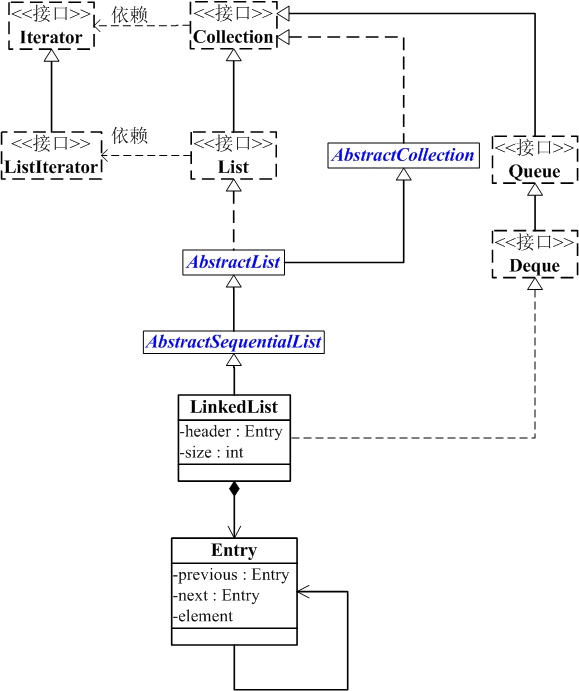 <<接口>>
Iterator
依赖
<<接口>>
Collection
<<接口>>
ListIterator
依赖
<<接口>>
List
AbstractCollection
<<接口>>
Queue
<<接口>>
Deque
AbstractList
AbstractSequentialList
LinkedList
-header : Entry
-size : int
Entry
-previous : Entry
-next : Entry
-element